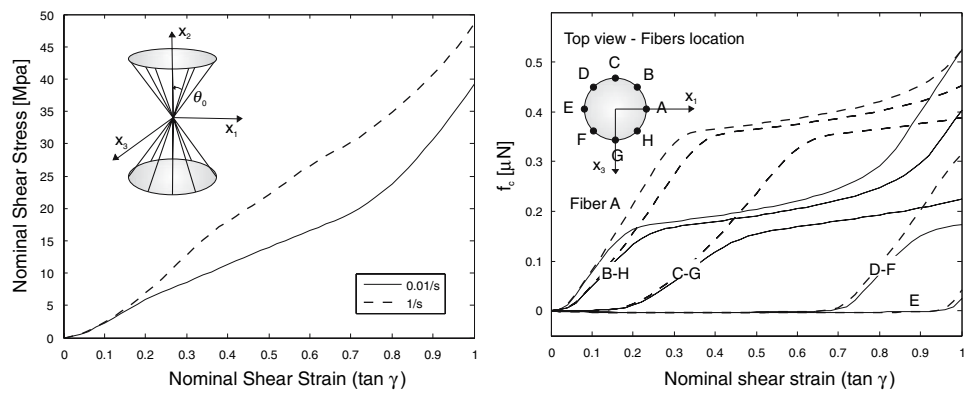 50
45
40
35
30
25
20
15
10
5
0
Nominal Shear Stress [Mpa]
x₂
θ₀
x₁
x₃
0.01/s
1/s
0 0.1 0.2 0.3 0.4 0.5 0.6 0.7 0.8 0.9 1
Nominal Shear Strain (tan γ)
0.5
0.4
0.3
0.2
0.1
0
f_c [μN]
Top view - Fibers location
C
D B
E A x₁
F H
G
x₃
Fiber A
B-H
C-G
D-F
E
0 0.1 0.2 0.3 0.4 0.5 0.6 0.7 0.8 0.9 1
Nominal shear strain (tan γ)